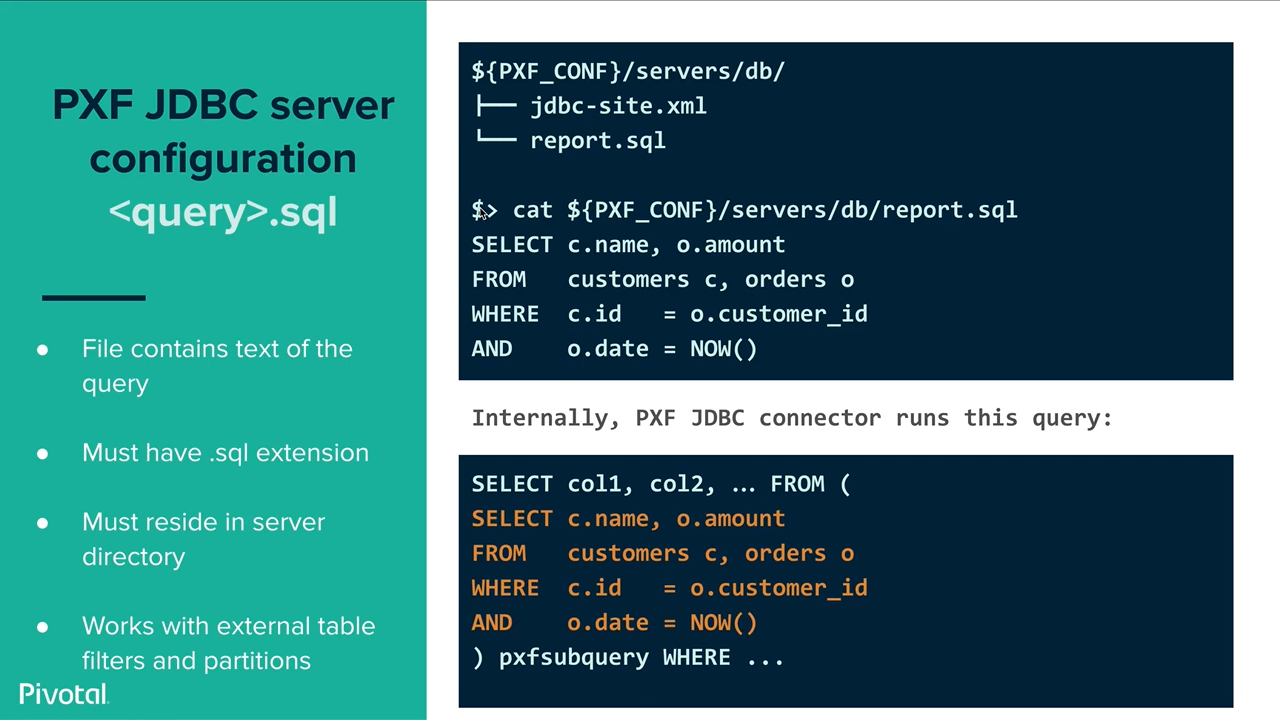 PXF JDBC server
configuration
<query>.sql
● File contains text of the
query
● Must have .sql extension
● Must reside in server
directory
● Works with external table
filters and partitions
Pivotal
${PXF_CONF}/servers/db/
├── jdbc-site.xml
└── report.sql
$> cat ${PXF_CONF}/servers/db/report.sql
SELECT c.name, o.amount
FROM   customers c, orders o
WHERE  c.id   = o.customer_id
AND    o.date = NOW()
Internally, PXF JDBC connector runs this query:
SELECT col1, col2, … FROM (
SELECT c.name, o.amount
FROM   customers c, orders o
WHERE  c.id   = o.customer_id
AND    o.date = NOW()
) pxfsubquery WHERE ...